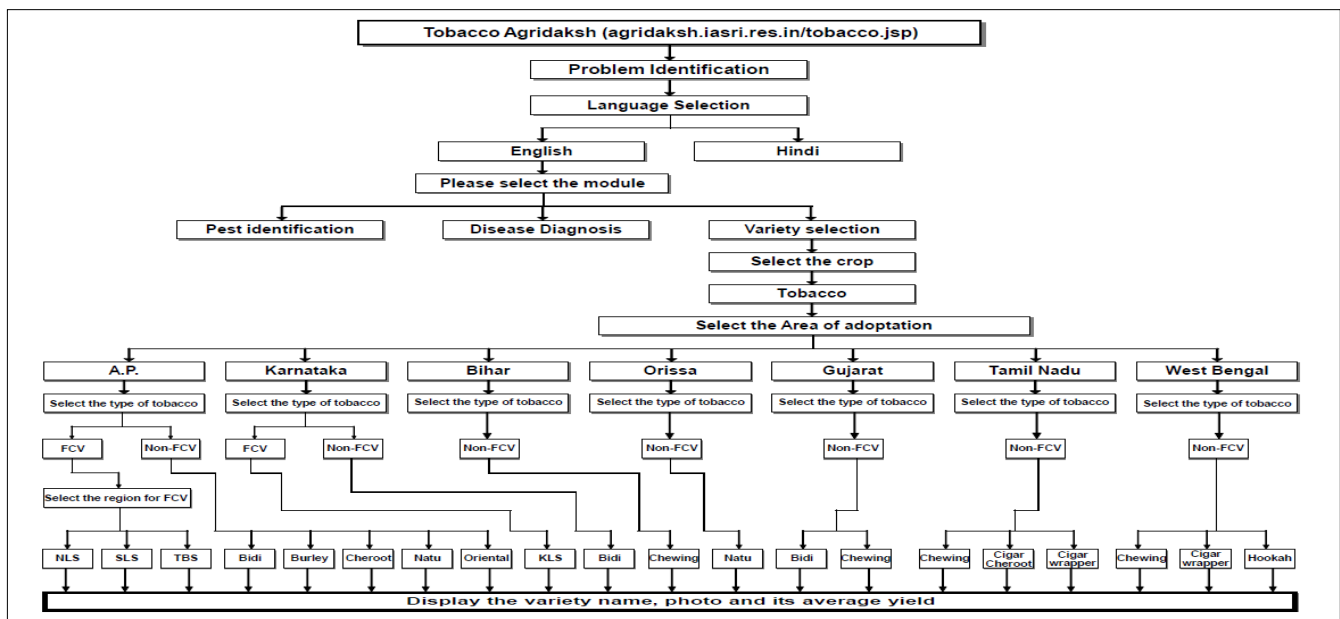 Tobacco Agridaksh (agridaksh.iasri.res.in/tobacco.jsp)
Problem Identification
Language Selection
English
Hindi
Please select the module
Pest identification
Disease Diagnosis
Variety selection
Select the crop
Tobacco
Select the Area of adoptation
A.P.
Karnataka
Bihar
Orissa
Gujarat
Tamil Nadu
West Bengal
Select the type of tobacco
Select the type of tobacco
Select the type of tobacco
Select the type of tobacco
Select the type of tobacco
Select the type of tobacco
Select the type of tobacco
FCV
Non-FCV
FCV
Non-FCV
Non-FCV
Non-FCV
Non-FCV
Non-FCV
Non-FCV
Select the region for FCV
NLS
SLS
TBS
Bidi
Burley
Cheroot
Natu
Oriental
KLS
Bidi
Chewing
Natu
Bidi
Chewing
Chewing
Cigar
Cheroot
Cigar
wrapper
Chewing
Cigar
wrapper
Hookah
Display the variety name, photo and its average yield